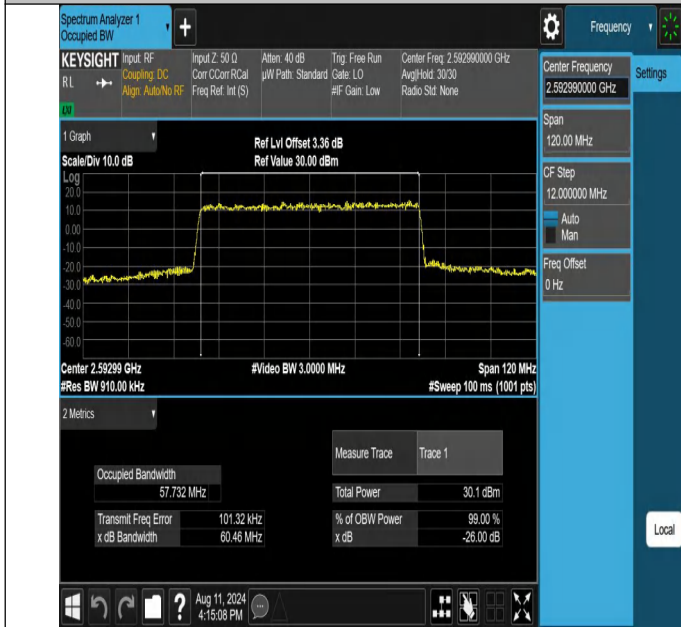 Spectrum Analyzer 1
Occupied BW
+
Frequency
KEYSIGHT
RL
LXI
Input: RF
Coupling: DC
Align: Auto/No RF
Input Z: 50 Ω
Corr CCorr RCal
Freq Ref: Int (S)
Atten: 40 dB
µW Path: Standard
Trig: Free Run
Gate: LO
#IF Gain: Low
Center Freq: 2.592990000 GHz
Avg|Hold: 30/30
Radio Std: None
Center Frequency
2.592990000 GHz
Settings
Span
120.00 MHz
CF Step
12.000000 MHz
Auto
Man
Freq Offset
0 Hz
Local
1 Graph
Scale/Div 10.0 dB
Ref Lvl Offset 3.36 dB
Ref Value 30.00 dBm
Log
20.0
10.0
0.00
-10.0
-20.0
-30.0
-40.0
-50.0
-60.0
Center 2.59299 GHz
#Video BW 3.0000 MHz
Span 120 MHz
#Res BW 910.00 kHz
#Sweep 100 ms (1001 pts)
2 Metrics
Measure Trace
Trace 1
Occupied Bandwidth
57.732 MHz
Total Power
30.1 dBm
Transmit Freq Error
101.32 kHz
% of OBW Power
99.00 %
x dB Bandwidth
60.46 MHz
x dB
-26.00 dB
?
Aug 11, 2024
4:15:08 PM